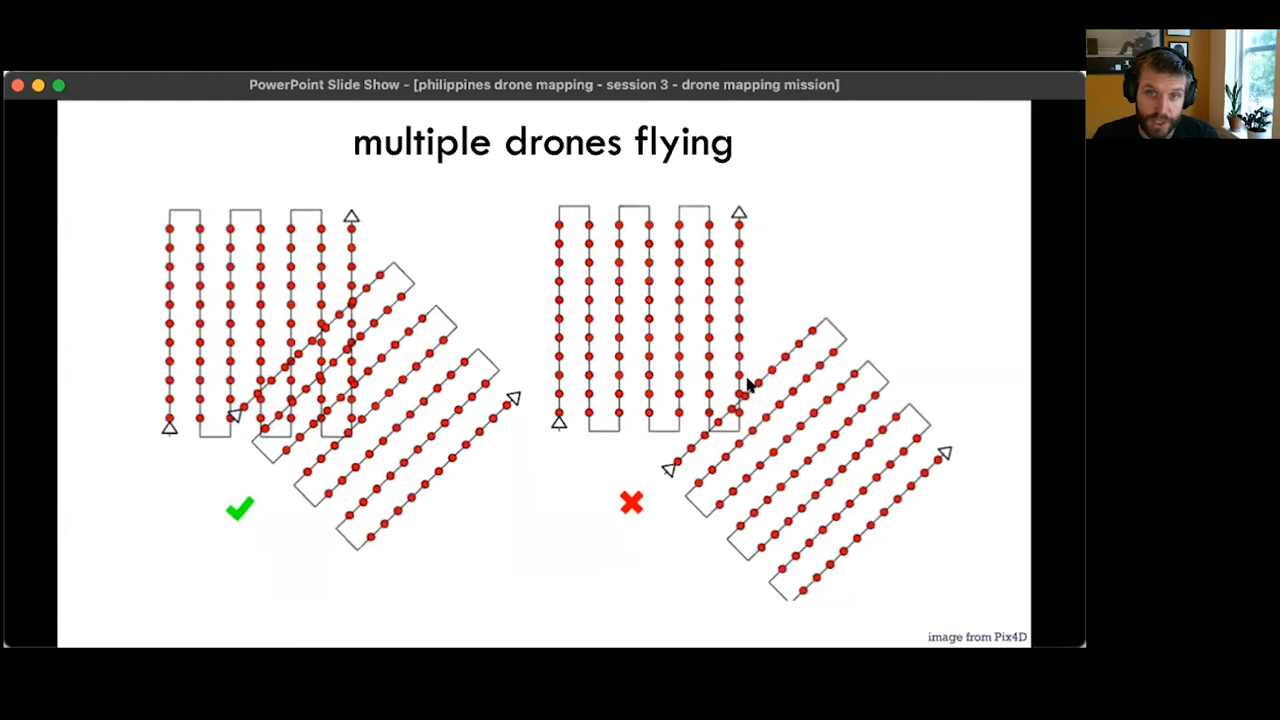 PowerPoint Slide Show - [philippines drone mapping - session 3 - drone mapping mission]
multiple drones flying
image from Pix4D